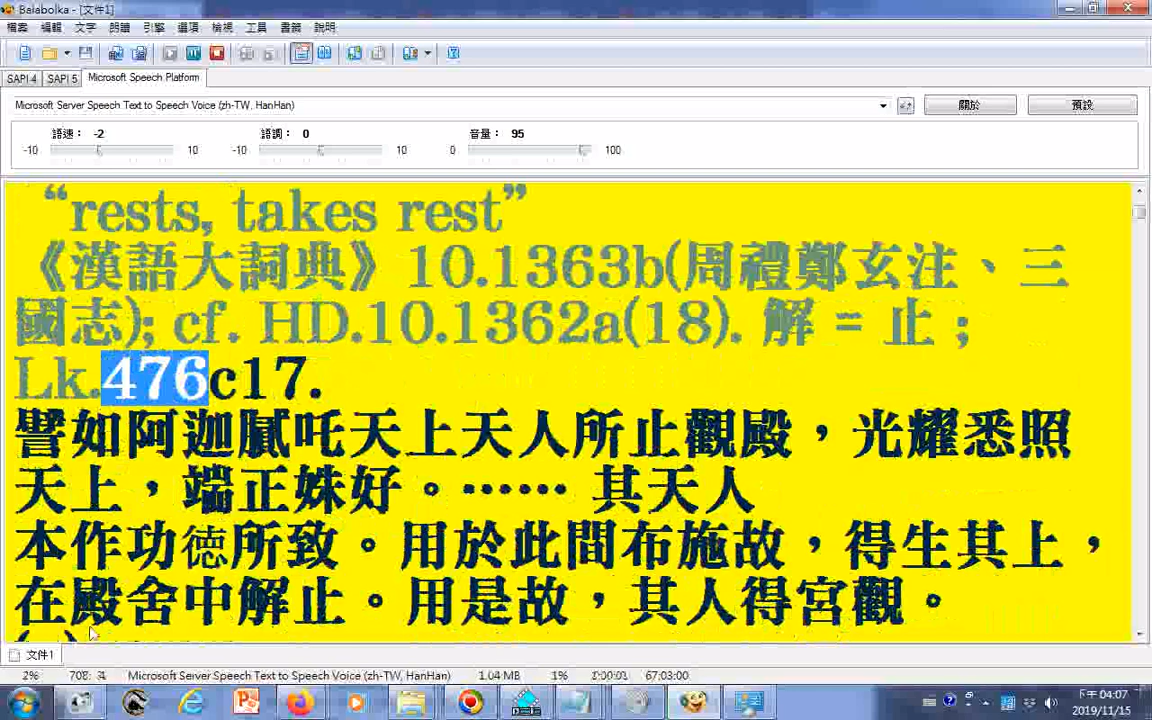 Balabolka - [文件1]
檔案 編輯 文字 朗讀 引擎 選項 檢視 工具 書籤 說明
SAPI 4 SAPI 5 Microsoft Speech Platform
Microsoft Server Speech Text to Speech Voice (zh-TW, HanHan) 關於 預設
語速： -2 語調： 0 音量： 95
-10 10 -10 10 0 100
“rests, takes rest”
《漢語大詞典》 10.1363b(周禮鄭玄注、三
國志); cf. HD.10.1362a(18). 解 = 止 ;
Lk.476c17.
譬如阿迦膩吒天上天人所止觀殿，光耀悉照
天上，端正姝好。…… 其天人
本作功德所致。用於此間布施故，得生其上，
在殿舍中解止。用是故，其人得宮觀。
文件1
2% Microsoft Server Speech Text to Speech Voice (zh-TW, HanHan) 1.04 MB 1% 67:03:00
下午 04:07
2019/11/15